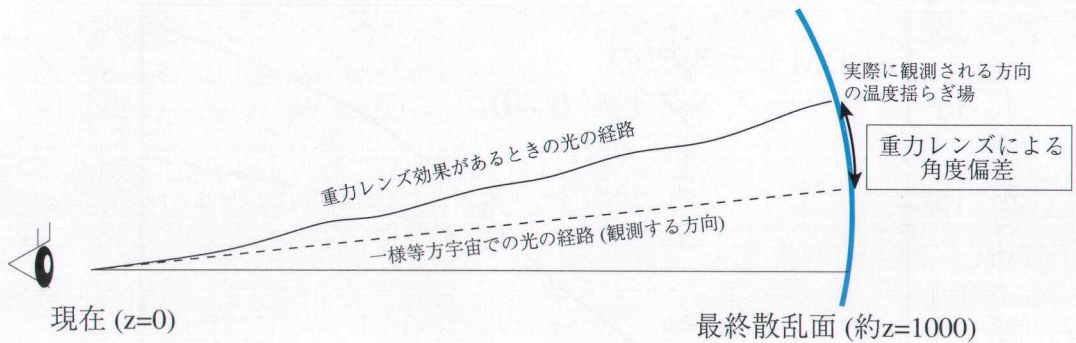 実際に観測される方向
の温度揺らぎ場
重力レンズ効果があるときの光の経路
重力レンズによる
角度偏差
一様等方宇宙での光の経路 (観測する方向)
現在 (z=0)
最終散乱面 (約z=1000)